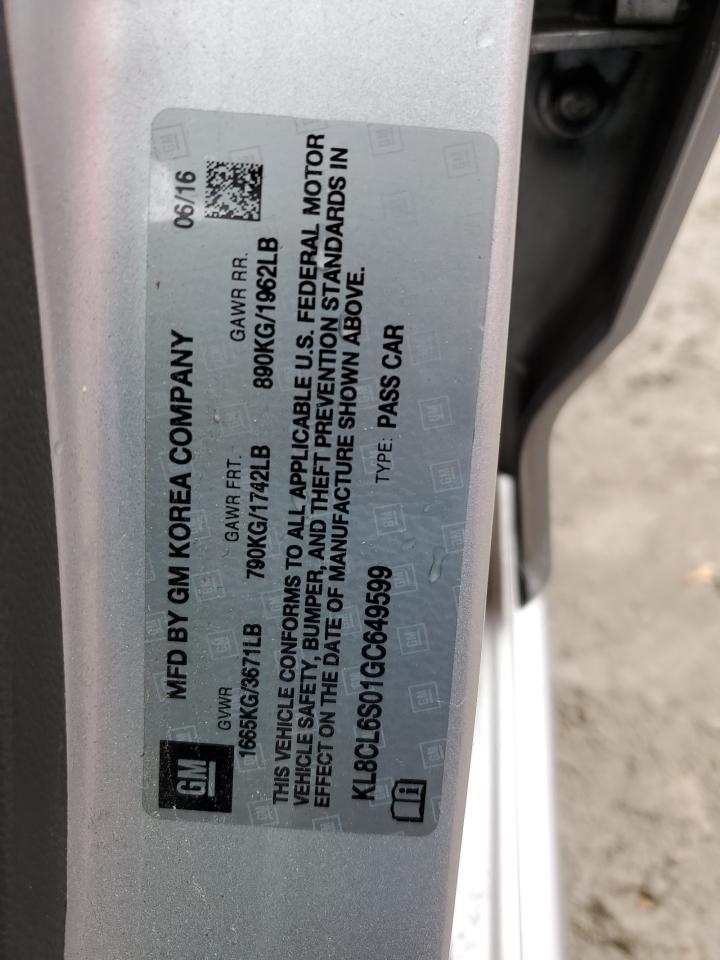 GM
MFD BY GM KOREA COMPANY 06/16
GVWR GAWR FRT. GAWR RR.
1665KG/3671LB 790KG/1742LB 890KG/1962LB
THIS VEHICLE CONFORMS TO ALL APPLICABLE U.S. FEDERAL MOTOR
VEHICLE SAFETY, BUMPER, AND THEFT PREVENTION STANDARDS IN
EFFECT ON THE DATE OF MANUFACTURE SHOWN ABOVE.
KL8CL6S01GC649599 TYPE: PASS CAR